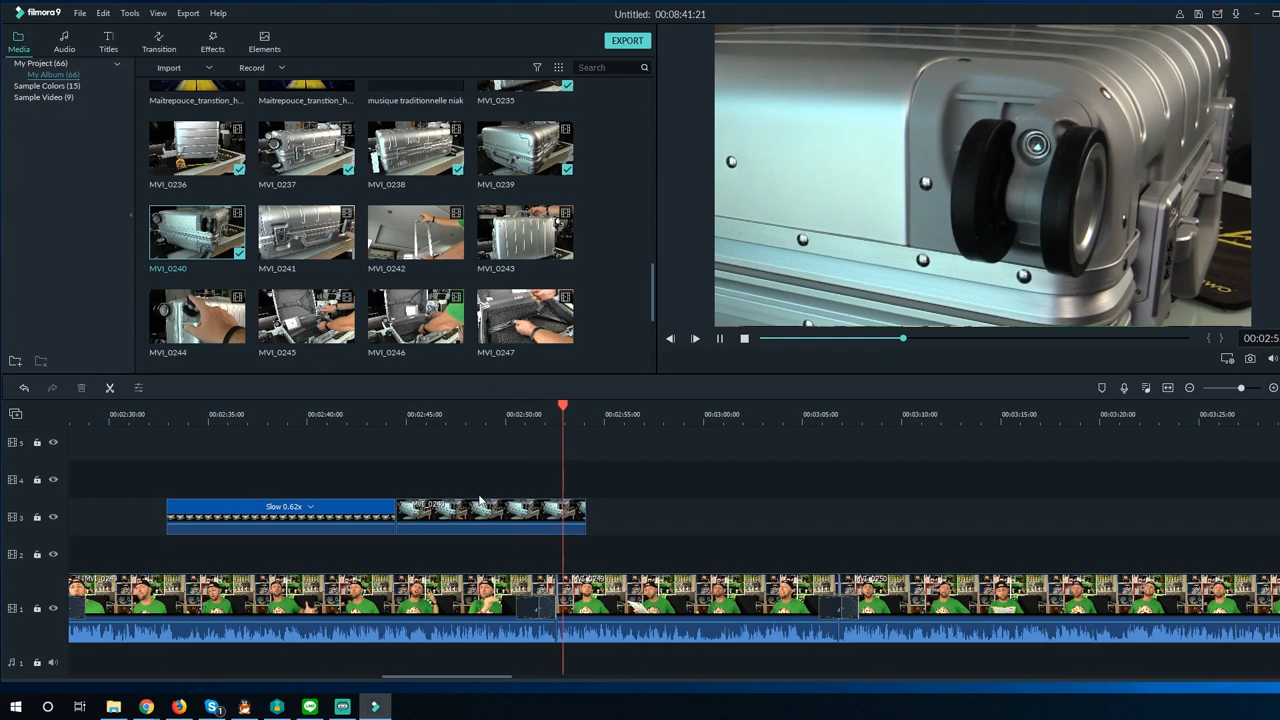 filmora9 File Edit Tools View Export Help Untitled: 00:08:41:21
Media Audio Titles Transition Effects Elements EXPORT
My Project (66)
My Album (66)
Sample Colors (15)
Sample Video (9)
Import Record Search
Maitrepouce_transtion_h... Maitrepouce_transtion_h... musique traditionnelle niak MVI_0235
MVI_0236 MVI_0237 MVI_0238 MVI_0239
MVI_0240 MVI_0241 MVI_0242 MVI_0243
MVI_0244 MVI_0245 MVI_0246 MVI_0247
00:02:5
00:02:30:00 00:02:35:00 00:02:40:00 00:02:45:00 00:02:50:00 00:02:55:00 00:03:00:00 00:03:05:00 00:03:10:00 00:03:15:00 00:03:20:00 00:03:25:00
5
4
3 Slow 0.62x
2
1 MVI_0250
1